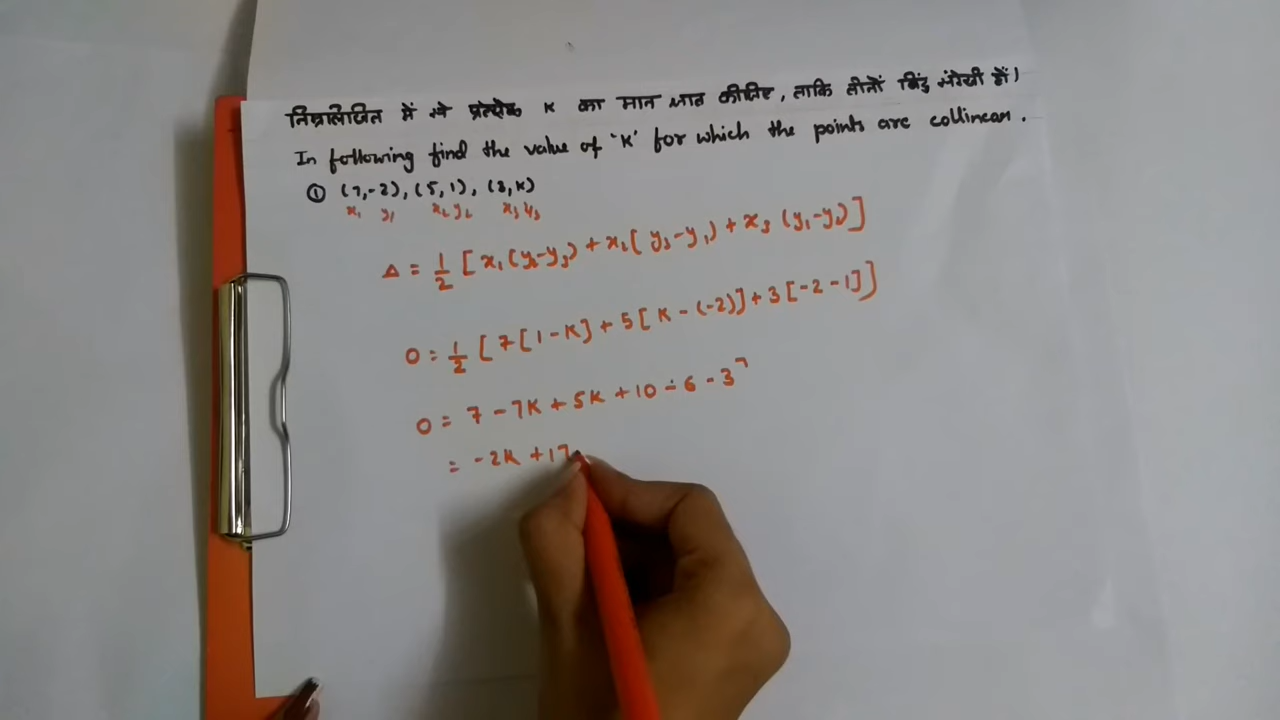 निम्नलिखित में से प्रत्येक K का मान ज्ञात कीजिए, ताकि तीनों बिंदु संरेखी हों।
In following find the value of 'K' for which the points are collinear.
① (7,-2), (5,1), (3,K)
x₁ y₁ x₂ y₂ x₃ y₃
Δ = 1/2 [x₁(y₂-y₃) + x₂(y₃-y₁) + x₃(y₁-y₂)]
0 = 1/2 [7[1-K] + 5[K-(-2)] + 3[-2-1]]
0 = 7 - 7K + 5K + 10 - 6 - 3
= -2K + 17